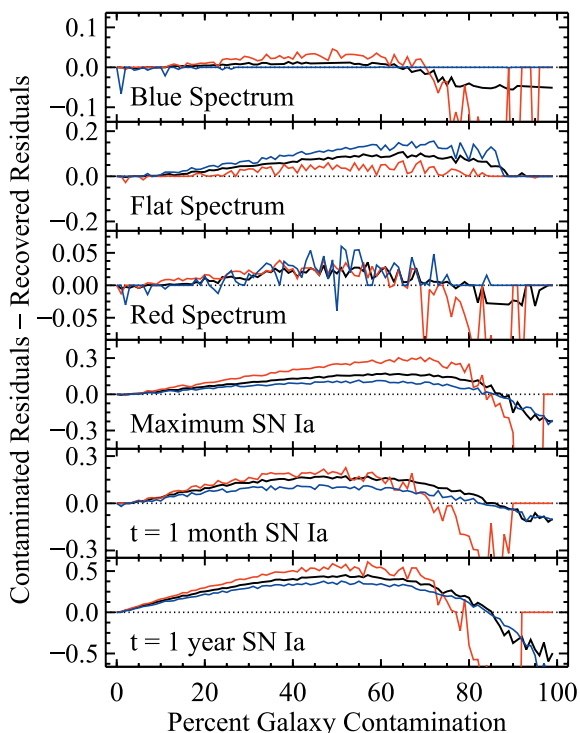 Contaminated Residuals − Recovered Residuals
0.1
0.0
−0.1
Blue Spectrum
0.2
0.0
−0.2
Flat Spectrum
0.05
0.00
−0.05
Red Spectrum
0.3
0.0
−0.3
Maximum SN Ia
0.3
0.0
−0.3
t = 1 month SN Ia
0.5
0.0
−0.5
t = 1 year SN Ia
0 20 40 60 80 100
Percent Galaxy Contamination